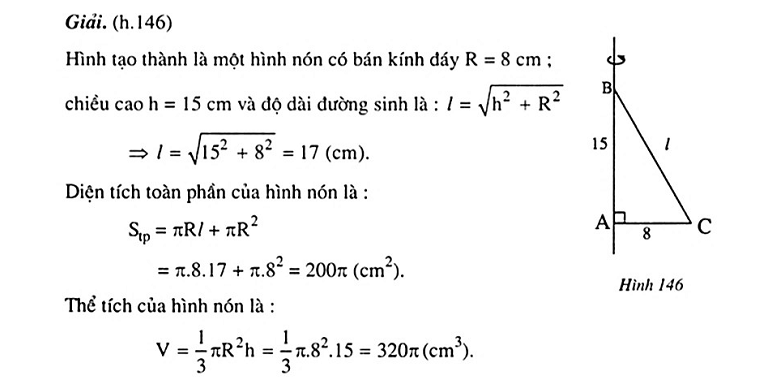 Giải. (h.146)
Hình tạo thành là một hình nón có bán kính đáy R = 8 cm ;
chiều cao h = 15 cm và độ dài đường sinh là : l = √(h² + R²)
⇒ l = √(15² + 8²) = 17 (cm).
Diện tích toàn phần của hình nón là :
Stp = πRl + πR²
= π.8.17 + π.8² = 200π (cm²).
Thể tích của hình nón là :
V = 1/3 πR²h = 1/3 π.8².15 = 320π (cm³).
B
15
l
A
8
C
Hình 146